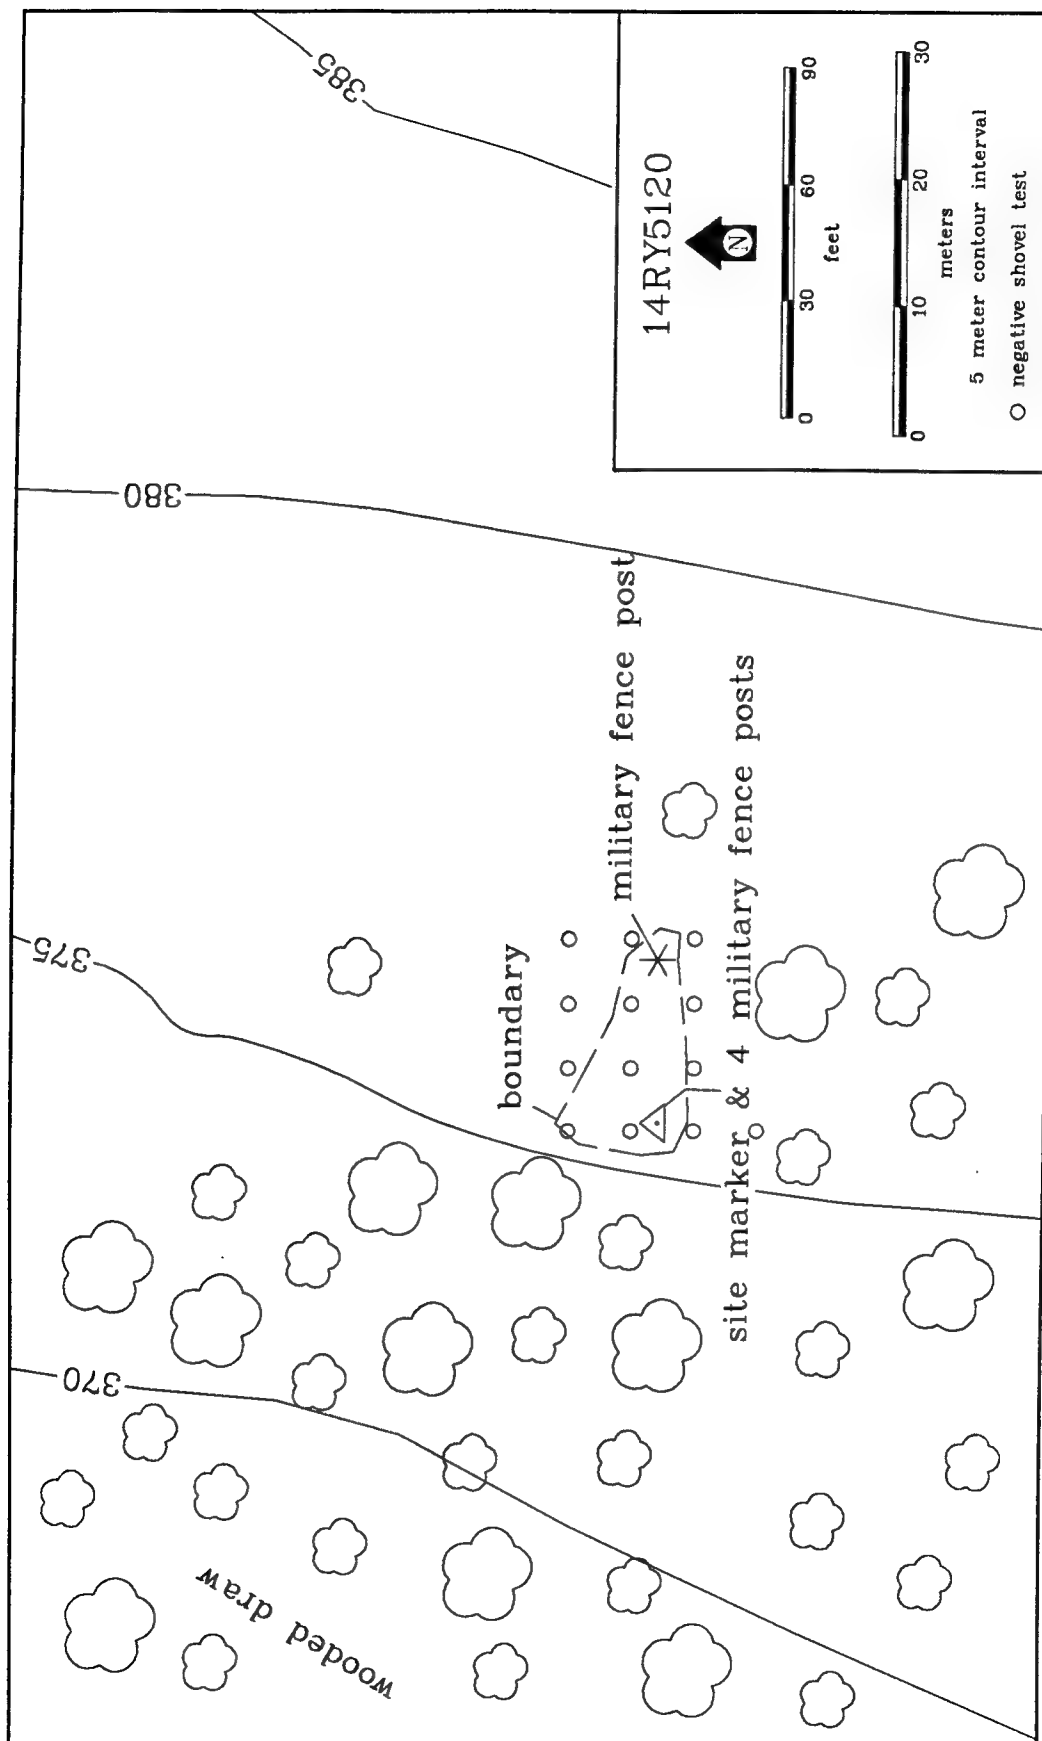 385
380
375
370
wooded draw
boundary
military fence post
site marker & 4 military fence posts
14RY5120
N
0 30 60 90
feet
0 10 20 30
meters
5 meter contour interval
negative shovel test